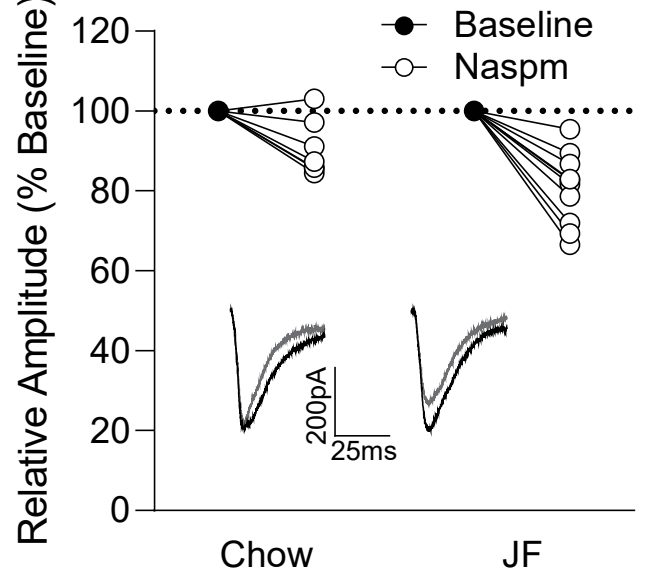 Baseline
Naspm
Relative Amplitude (% Baseline)
120
100
80
60
40
20
0
200pA
25ms
Chow
JF